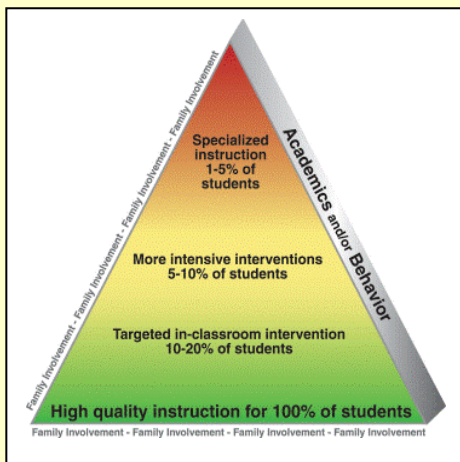 Family Involvement - Family Involvement - Family Involvement - Family Involvement
Specialized
instruction
1-5% of
students
Academics and/or Behavior
More intensive interventions
5-10% of students
Targeted in-classroom intervention
10-20% of students
High quality instruction for 100% of students
Family Involvement - Family Involvement - Family Involvement - Family Involvement